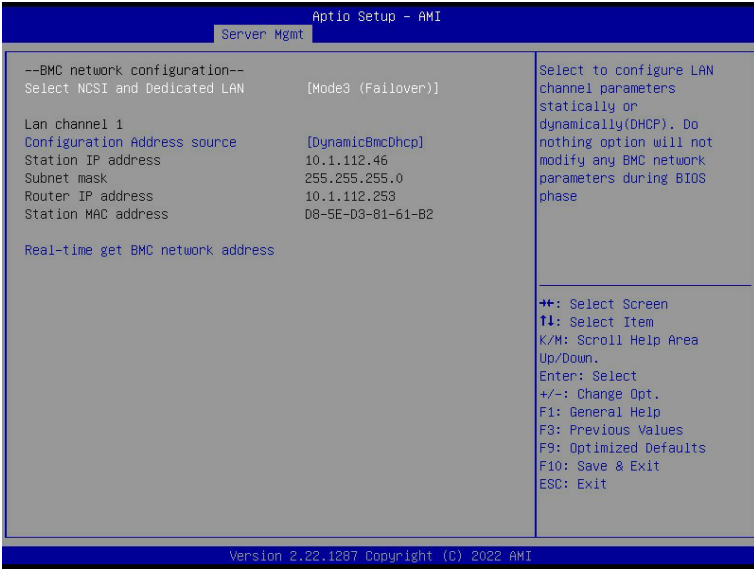 Aptio Setup - AMI
Server Mgmt
--BMC network configuration--
Select NCSI and Dedicated LAN [Mode3 (Failover)]
Lan channel 1
Configuration Address source [DynamicBmcDhcp]
Station IP address 10.1.112.46
Subnet mask 255.255.255.0
Router IP address 10.1.112.253
Station MAC address D8-5E-D3-81-61-B2
Real-time get BMC network address
Select to configure LAN
channel parameters
statically or
dynamically(DHCP). Do
nothing option will not
modify any BMC network
parameters during BIOS
phase
→←: Select Screen
↑↓: Select Item
K/M: Scroll Help Area
Up/Down.
Enter: Select
+/-: Change Opt.
F1: General Help
F3: Previous Values
F9: Optimized Defaults
F10: Save & Exit
ESC: Exit
Version 2.22.1287 Copyright (C) 2022 AMI